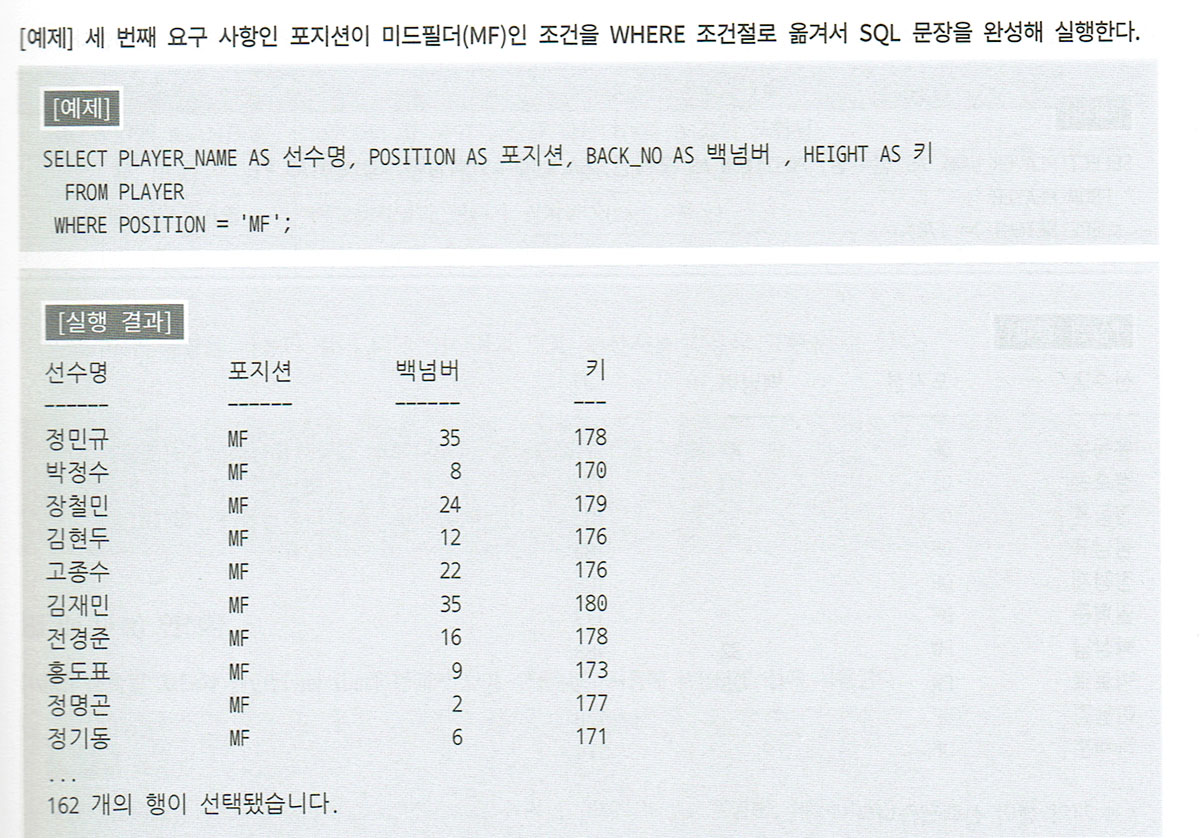 [예제] 세 번째 요구 사항인 포지션이 미드필더(MF)인 조건을 WHERE 조건절로 옮겨서 SQL 문장을 완성해 실행한다.
[예제]
SELECT PLAYER_NAME AS 선수명, POSITION AS 포지션, BACK_NO AS 백넘버 , HEIGHT AS 키
FROM PLAYER
WHERE POSITION = 'MF';
[실행 결과]
선수명 포지션 백넘버 키
------ ------ ------ ---
정민규 MF 35 178
박정수 MF 8 170
장철민 MF 24 179
김현두 MF 12 176
고종수 MF 22 176
김재민 MF 35 180
전경준 MF 16 178
홍도표 MF 9 173
정명곤 MF 2 177
정기동 MF 6 171
...
162 개의 행이 선택됐습니다.